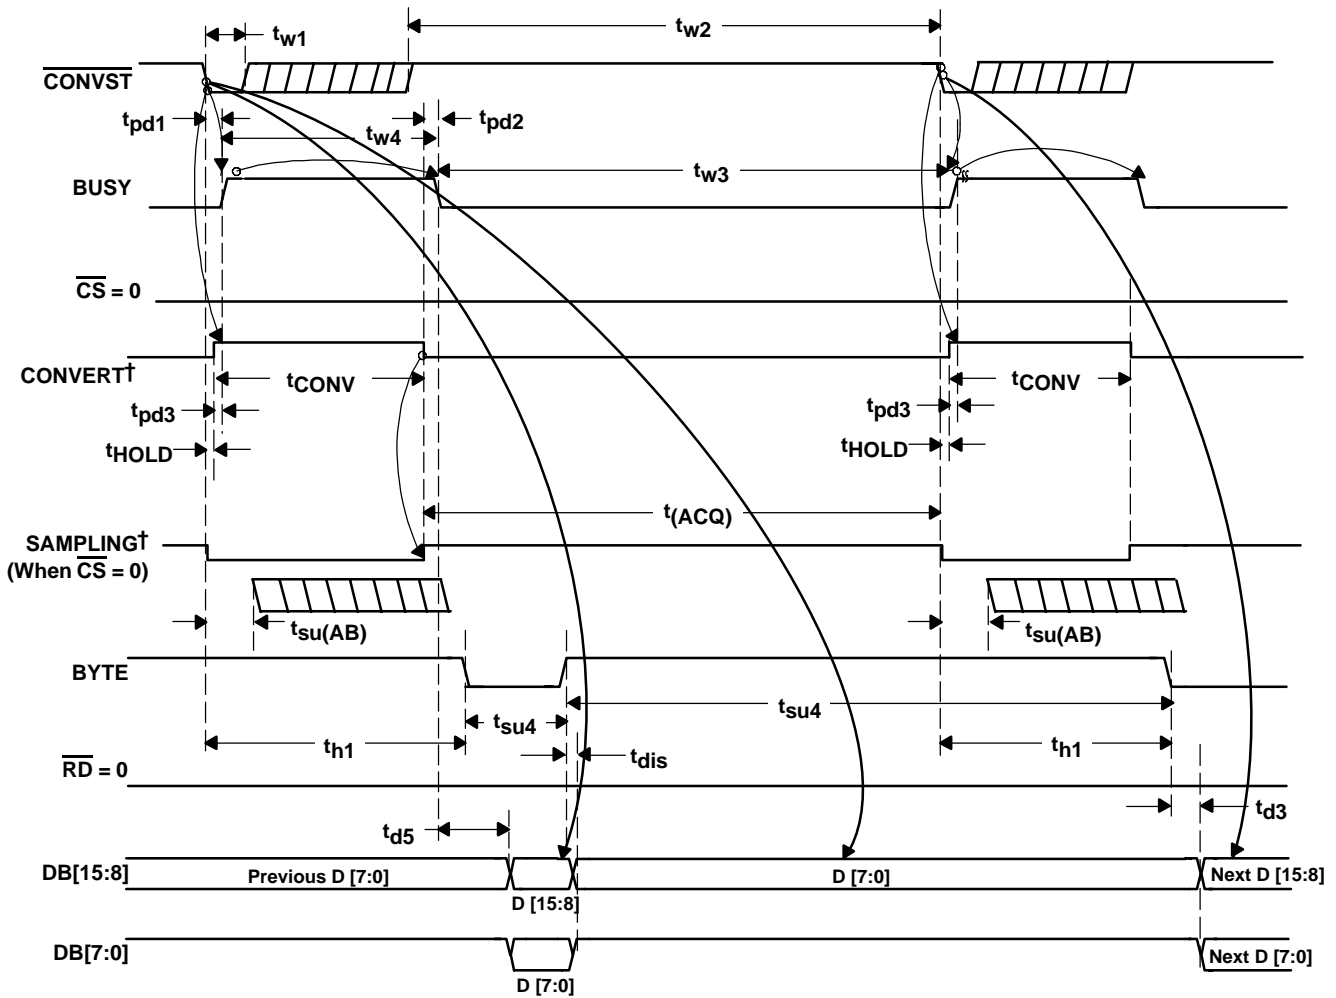 tw1
tw2
CONVST
tpd1
tw4
tpd2
tw3
BUSY
CS = 0
CONVERT†
tCONV
tCONV
tpd3
tpd3
tHOLD
tHOLD
t(ACQ)
SAMPLING†
(When CS = 0)
tsu(AB)
tsu(AB)
BYTE
tsu4
tsu4
th1
tdis
th1
RD = 0
td3
td5
DB[15:8]
Previous D [7:0]
D [15:8]
D [7:0]
Next D [15:8]
DB[7:0]
D [7:0]
Next D [7:0]